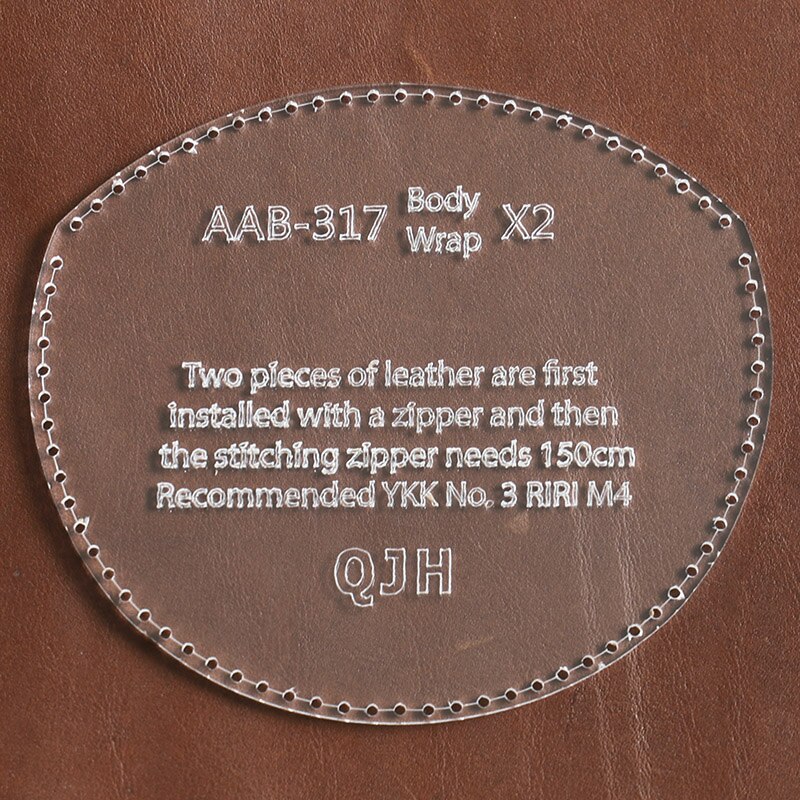 AAB-317 Body Wrap X2
Two pieces of leather are first
installed with a zipper and then
the stitching zipper needs 150cm
Recommended YKK No. 3 RIRI M4
QJH